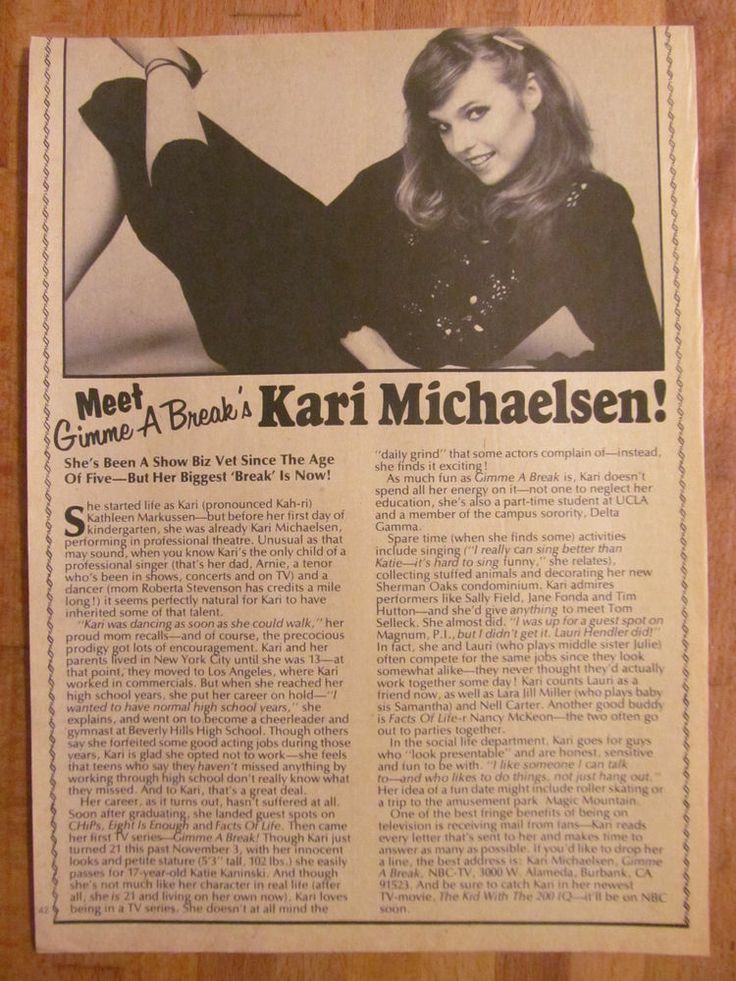 Meet
Gimme A Break's Kari Michaelsen!
She's Been A Show Biz Vet Since The Age
Of Five—But Her Biggest 'Break' Is Now!
She started life as Kari (pronounced Kah-ri)
Kathleen Markussen—but before her first day of
kindergarten, she was already Kari Michaelsen,
performing in professional theatre. Unusual as that
may sound, when you know Kari's the only child of a
professional singer (that's her dad, Arnie, a tenor
who's been in shows, concerts and on TV) and a
dancer (mom Roberta Stevenson has credits a mile
long!) it seems perfectly natural for Kari to have
inherited some of that talent.
"Kari was dancing as soon as she could walk," her
proud mom recalls—and of course, the precocious
prodigy got lots of encouragement. Kari and her
parents lived in New York City until she was 13—at
that point, they moved to Los Angeles, where Kari
worked in commercials. But when she reached her
high school years, she put her career on hold—"I
wanted to have normal high school years," she
explains, and went on to become a cheerleader and
gymnast at Beverly Hills High School. Though others
say she forfeited some good acting jobs during those
years, Kari is glad she opted not to work—she feels
that teens who say they haven't missed anything by
working through high school don't really know what
they missed. And to Kari, that's a great deal.
Her career, as it turns out, hasn't suffered at all.
Soon after graduating, she landed guest spots on
CHiPs, Eight Is Enough and Facts Of Life. Then came
her first TV series—Gimme A Break! Though Kari just
turned 21 this past November 3, with her innocent
looks and petite stature (5'3" tall, 102 lbs.) she easily
passes for 17-year-old Katie Kaninski. And though
she's not much like her character in real life (after
all, she is 21 and living on her own now), Kari loves
being in a TV series. She doesn't at all mind the
42
"daily grind" that some actors complain of—instead,
she finds it exciting!
As much fun as Gimme A Break is, Kari doesn't
spend all her energy on it—not one to neglect her
education, she's also a part-time student at UCLA
and a member of the campus sorority, Delta
Gamma.
Spare time (when she finds some) activities
include singing ("I really can sing better than
Katie—it's hard to sing funny," she relates),
collecting stuffed animals and decorating her new
Sherman Oaks condominium. Kari admires
performers like Sally Field, Jane Fonda and Tim
Hutton—and she'd give anything to meet Tom
Selleck. She almost did. "I was up for a guest spot on
Magnum, P.I., but I didn't get it. Lauri Hendler did!"
In fact, she and Lauri (who plays middle sister Julie)
often compete for the same jobs since they look
somewhat alike—they never thought they'd actually
work together some day! Kari counts Lauri as a
friend now, as well as Lara Jill Miller (who plays baby
sis Samantha) and Nell Carter. Another good buddy
is Facts Of Life-r Nancy McKeon—the two often go
out to parties together.
In the social life department, Kari goes for guys
who "look presentable" and are honest, sensitive
and fun to be with. "I like someone I can talk
to—and who likes to do things, not just hang out."
Her idea of a fun date might include roller skating or
a trip to the amusement park Magic Mountain.
One of the best fringe benefits of being on
television is receiving mail from fans—Kari reads
every letter that's sent to her and makes time to
answer as many as possible. If you'd like to drop her
a line, the best address is: Kari Michaelsen, Gimme
A Break, NBC-TV, 3000 W. Alameda, Burbank, CA
91523. And be sure to catch Kari in her newest
TV-movie, The Kid With The 200 IQ—it'll be on NBC
soon.